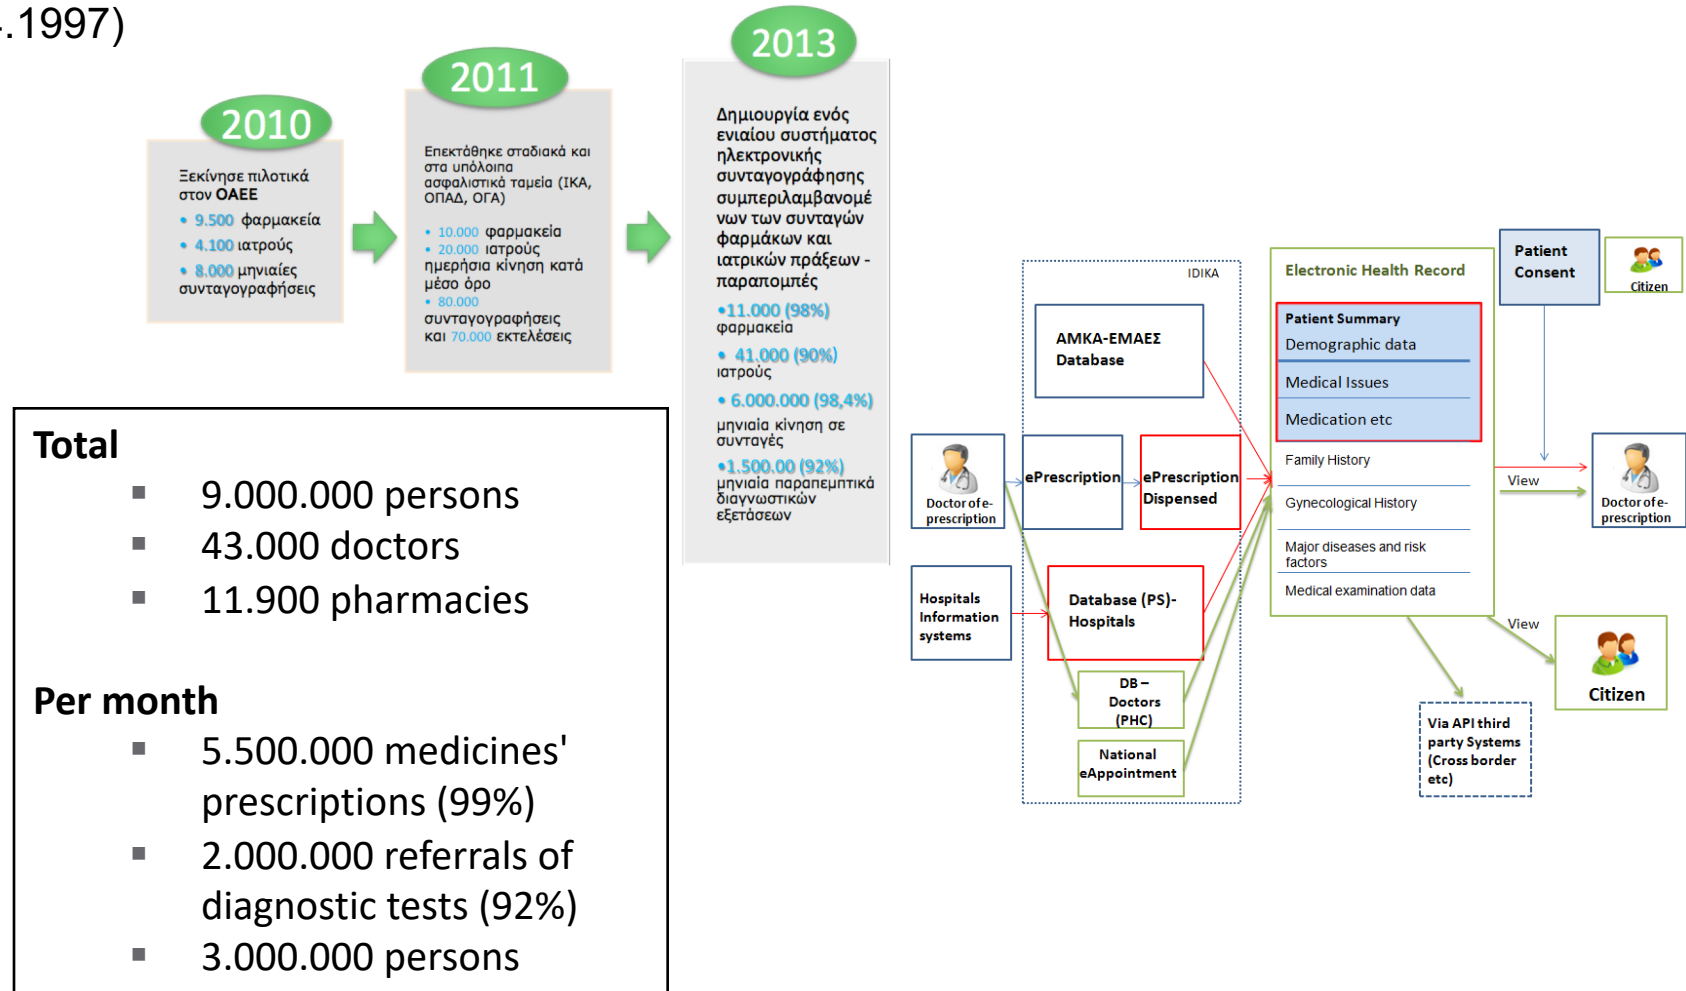 4.1997)
2010
Ξεκίνησε πιλοτικά
στον ΟΑΕΕ
• 9.500 φαρμακεία
• 4.100 ιατρούς
• 8.000 μηνιαίες
συνταγογραφήσεις
2011
Επεκτάθηκε σταδιακά και
στα υπόλοιπα
ασφαλιστικά ταμεία (ΙΚΑ,
ΟΠΑΔ, ΟΓΑ)
• 10.000 φαρμακεία
• 20.000 ιατρούς
ημερήσια κίνηση κατά
μέσο όρο
• 80.000
συνταγογραφήσεις
και 70.000 εκτελέσεις
2013
Δημιουργία ενός
ενιαίου συστήματος
ηλεκτρονικής
συνταγογράφησης
συμπεριλαμβανομέ
νων των συνταγών
φαρμάκων και
ιατρικών πράξεων -
παραπομπές
•11.000 (98%)
φαρμακεία
• 41.000 (90%)
ιατρούς
• 6.000.000 (98,4%)
μηνιαία κίνηση σε
συνταγές
•1.500.00 (92%)
μηνιαία παραπεμπτικά
διαγνωστικών
εξετάσεων
Total
▪ 9.000.000 persons
▪ 43.000 doctors
▪ 11.900 pharmacies
Per month
▪ 5.500.000 medicines'
prescriptions (99%)
▪ 2.000.000 referrals of
diagnostic tests (92%)
▪ 3.000.000 persons
IDIKA
ΑΜΚΑ-ΕΜΑΕΣ
Database
Doctor of e-
prescription
ePrescription
ePrescription
Dispensed
Hospitals
Information
systems
Database (PS)-
Hospitals
DB –
Doctors
(PHC)
National
eAppointment
Electronic Health Record
Patient Summary
Demographic data
Medical Issues
Medication etc
Family History
Gynecological History
Major diseases and risk
factors
Medical examination data
Patient
Consent
Citizen
View
Doctor of e-
prescription
View
Citizen
Via API third
party Systems
(Cross border
etc)